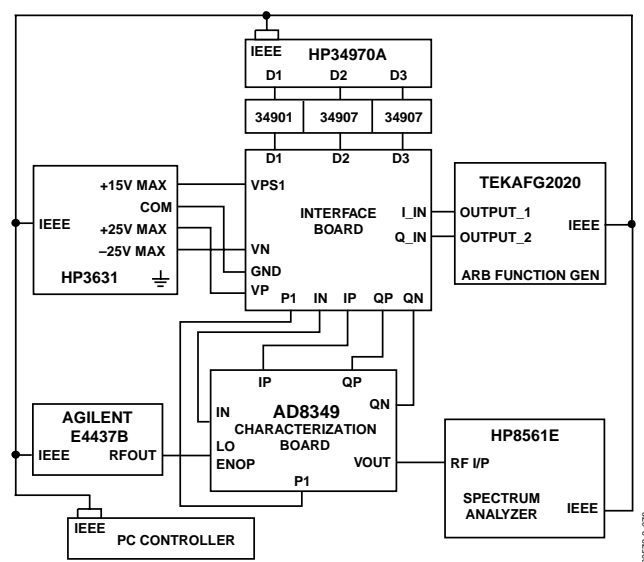 IEEE
HP34970A
D1 D2 D3
34901 34907 34907
D1 D2 D3
+15V MAX
COM
IEEE
+25V MAX
–25V MAX
HP3631
VPS1
INTERFACE
BOARD
I_IN
Q_IN
VN
GND
VP
P1 IN IP QP QN
TEKAFG2020
OUTPUT_1
IEEE
OUTPUT_2
ARB FUNCTION GEN
IP QP
IN
AD8349
QN
CHARACTERIZATION
BOARD
LO
ENOP
VOUT
P1
AGILENT
E4437B
IEEE RFOUT
HP8561E
RF I/P
SPECTRUM
ANALYZER
IEEE
IEEE
PC CONTROLLER